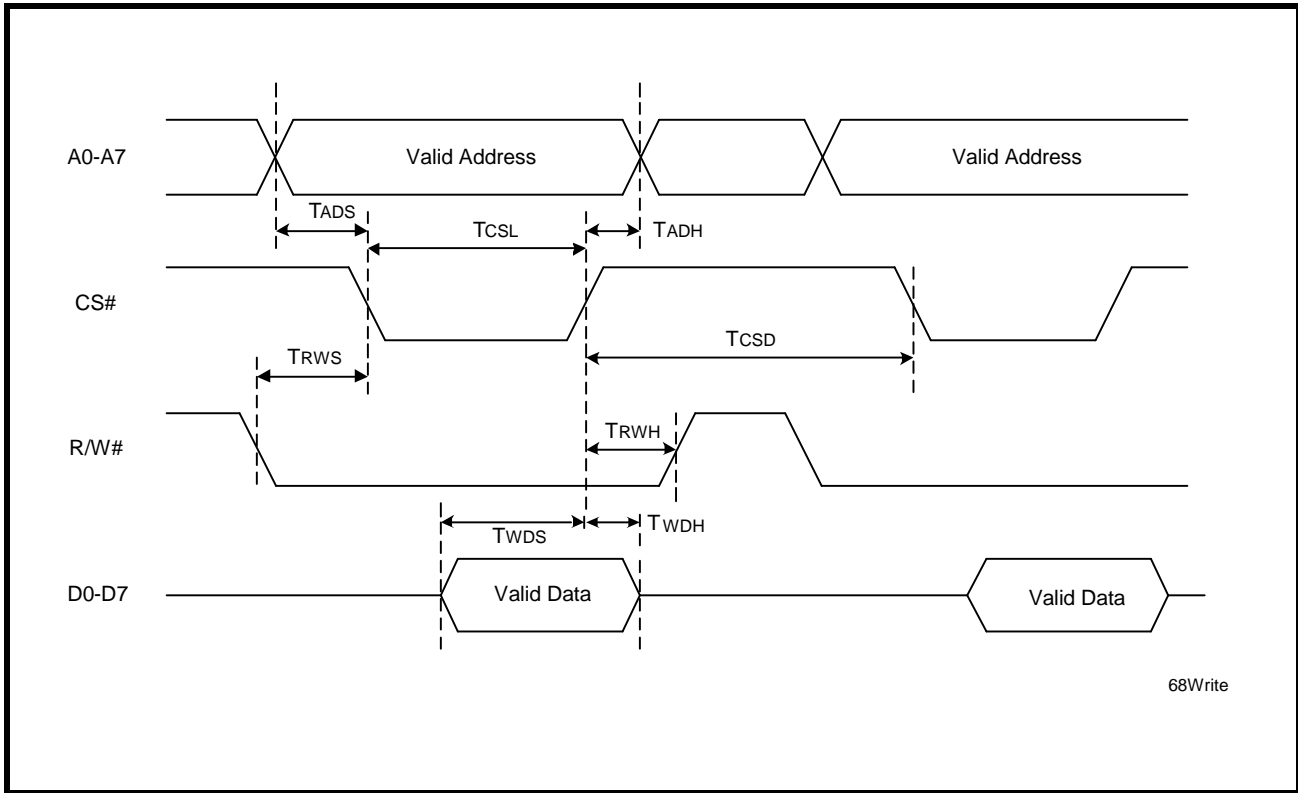 A0-A7
Valid Address
Valid Address
TADS
TCSL
TADH
CS#
TCSD
TRWS
R/W#
TRWH
TWDS
TWDH
D0-D7
Valid Data
Valid Data
68Write